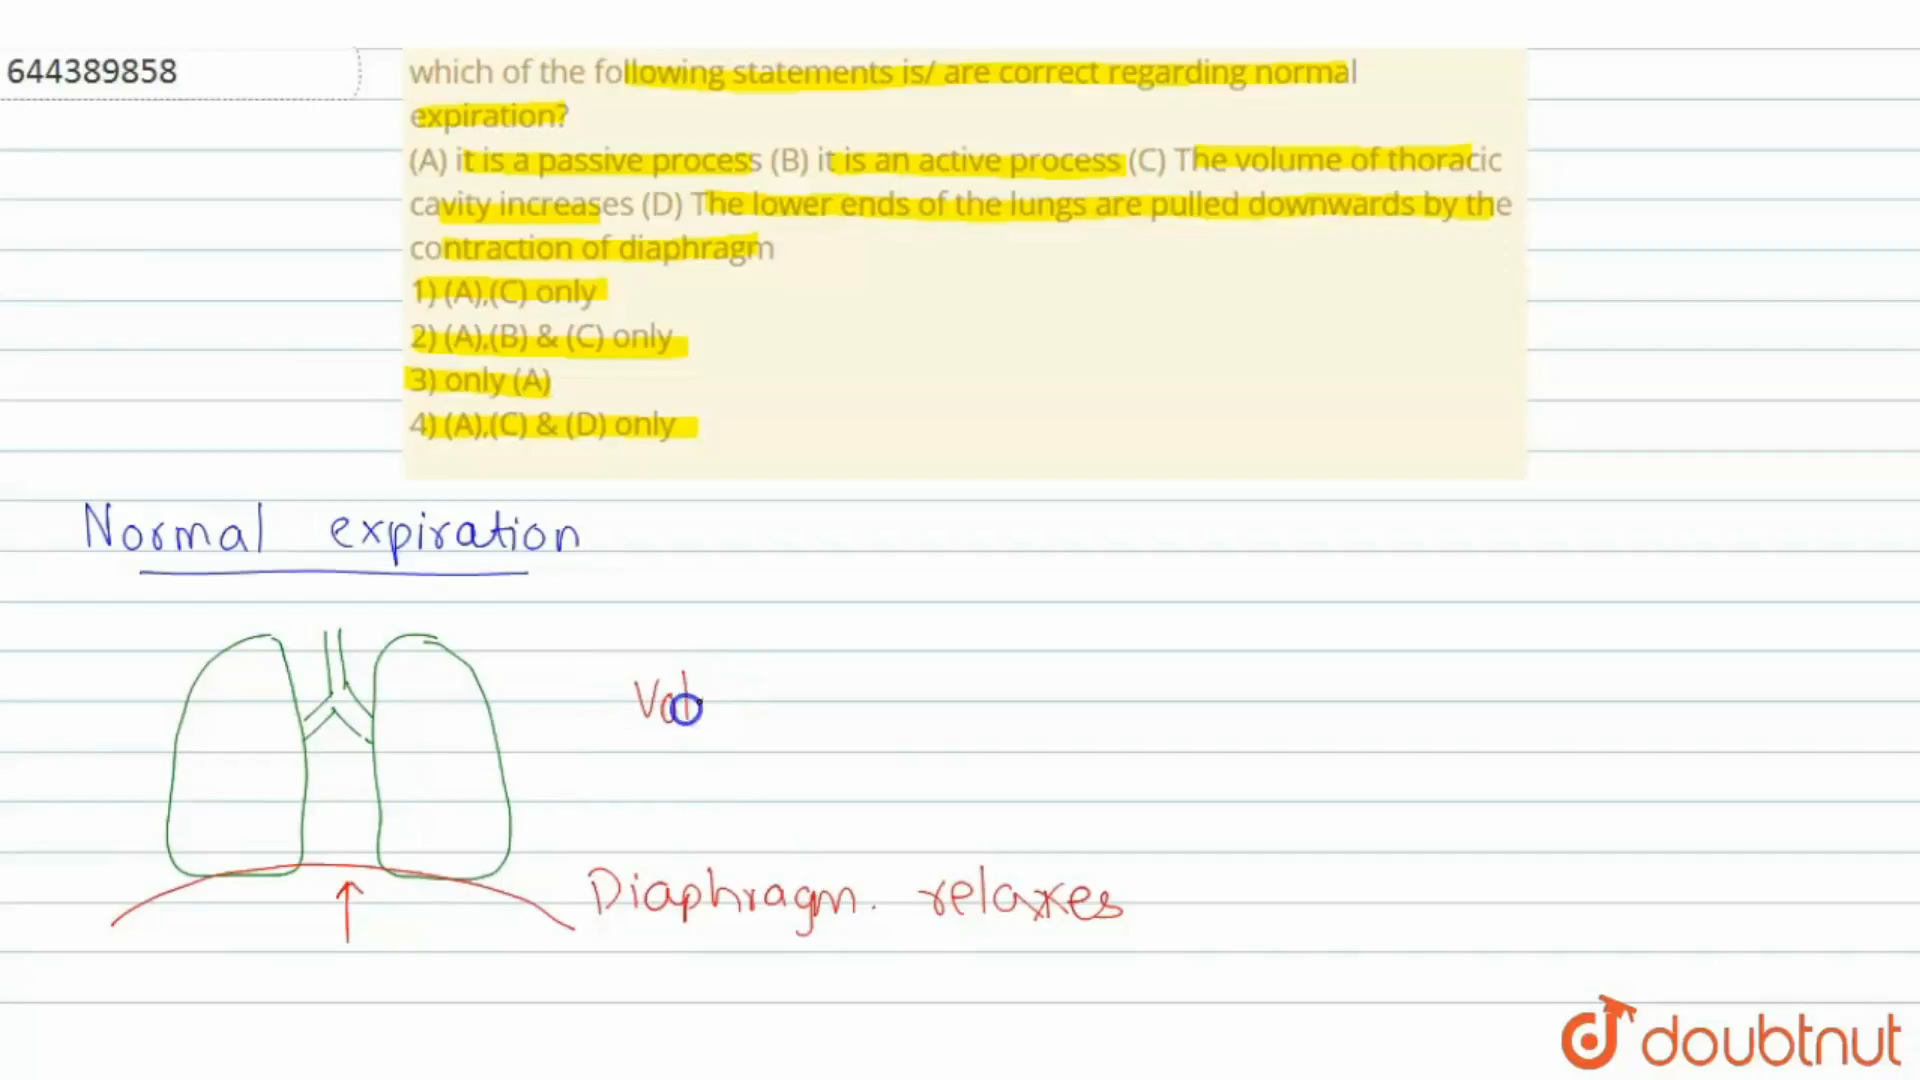 644389858
which of the following statements is/ are correct regarding normal
expiration?
(A) it is a passive process (B) it is an active process (C) The volume of thoracic
cavity increases (D) The lower ends of the lungs are pulled downwards by the
contraction of diaphragm
1) (A),(C) only
2) (A),(B) & (C) only
3) only (A)
4) (A),(C) & (D) only
Normal expiration
Vol
Diaphragm. relaxes
doubtnut